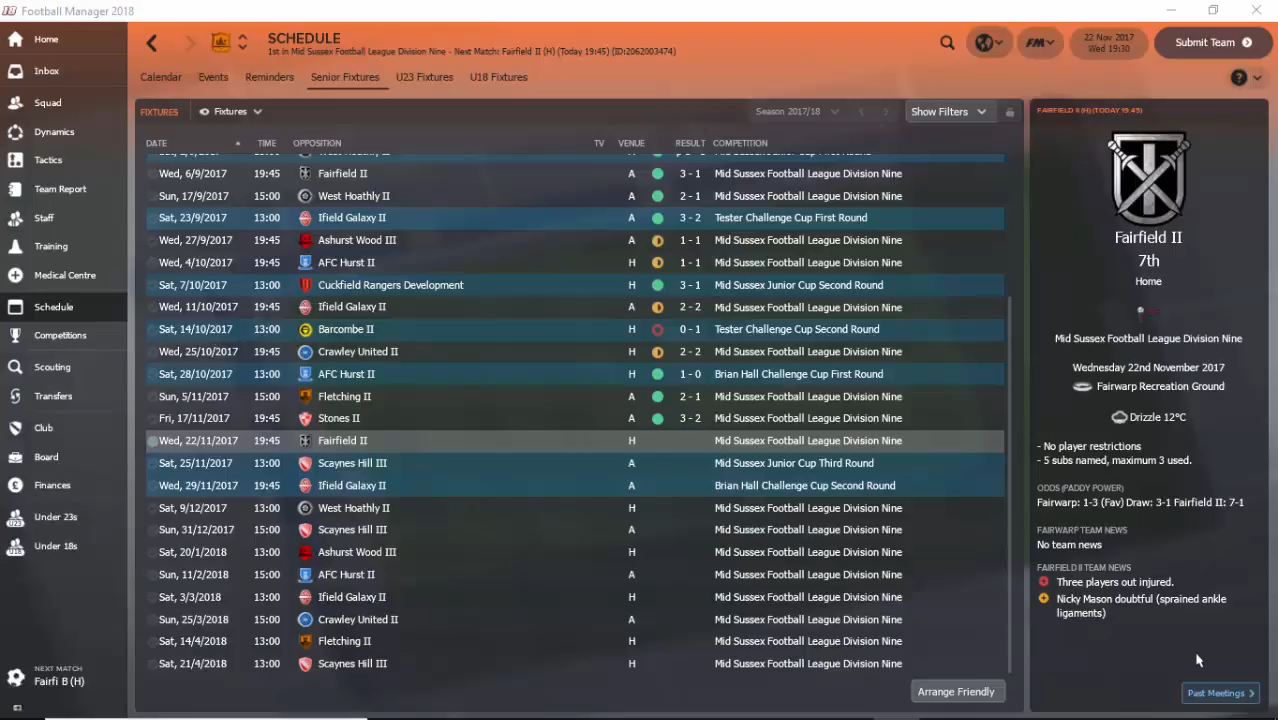 Football Manager 2018
Home
Inbox
Squad
Dynamics
Tactics
Team Report
Staff
Training
Medical Centre
Schedule
Competitions
Scouting
Transfers
Club
Board
Finances
U23 Under 23s
U18 Under 18s
NEXT MATCH
Fairfi B (H)
SCHEDULE
1st in Mid Sussex Football League Division Nine - Next Match: Fairfield II (H) (Today 19:45) (ID:2062003474)
FM
22 Nov 2017
Wed 19:30
Submit Team
Calendar Events Reminders Senior Fixtures U23 Fixtures U18 Fixtures
FIXTURES Fixtures Season 2017/18 Show Filters
DATE TIME OPPOSITION TV VENUE RESULT COMPETITION
Wed, 6/9/2017 19:45 Fairfield II A 3 - 1 Mid Sussex Football League Division Nine
Sun, 17/9/2017 15:00 West Hoathly II A 2 - 1 Mid Sussex Football League Division Nine
Sat, 23/9/2017 13:00 Ifield Galaxy II A 3 - 2 Tester Challenge Cup First Round
Wed, 27/9/2017 19:45 Ashurst Wood III A 1 - 1 Mid Sussex Football League Division Nine
Wed, 4/10/2017 19:45 AFC Hurst II H 1 - 1 Mid Sussex Football League Division Nine
Sat, 7/10/2017 13:00 Cuckfield Rangers Development H 3 - 1 Mid Sussex Junior Cup Second Round
Wed, 11/10/2017 19:45 Ifield Galaxy II A 2 - 2 Mid Sussex Football League Division Nine
Sat, 14/10/2017 13:00 Barcombe II H 0 - 1 Tester Challenge Cup Second Round
Wed, 25/10/2017 19:45 Crawley United II H 2 - 2 Mid Sussex Football League Division Nine
Sat, 28/10/2017 13:00 AFC Hurst II H 1 - 0 Brian Hall Challenge Cup First Round
Sun, 5/11/2017 15:00 Fletching II A 2 - 1 Mid Sussex Football League Division Nine
Fri, 17/11/2017 19:45 Stones II A 3 - 2 Mid Sussex Football League Division Nine
Wed, 22/11/2017 19:45 Fairfield II H Mid Sussex Football League Division Nine
Sat, 25/11/2017 13:00 Scaynes Hill III A Mid Sussex Junior Cup Third Round
Wed, 29/11/2017 19:45 Ifield Galaxy II A Brian Hall Challenge Cup Second Round
Sat, 9/12/2017 13:00 West Hoathly II H Mid Sussex Football League Division Nine
Sun, 31/12/2017 15:00 Scaynes Hill III A Mid Sussex Football League Division Nine
Sat, 20/1/2018 13:00 Ashurst Wood III H Mid Sussex Football League Division Nine
Sun, 11/2/2018 15:00 AFC Hurst II A Mid Sussex Football League Division Nine
Sat, 3/3/2018 13:00 Ifield Galaxy II H Mid Sussex Football League Division Nine
Sun, 25/3/2018 15:00 Crawley United II A Mid Sussex Football League Division Nine
Sat, 14/4/2018 13:00 Fletching II H Mid Sussex Football League Division Nine
Sat, 21/4/2018 13:00 Scaynes Hill III H Mid Sussex Football League Division Nine
Arrange Friendly
FAIRFIELD II (H) (TODAY 19:45)
Fairfield II
7th
Home
Mid Sussex Football League Division Nine
Wednesday 22nd November 2017
Fairwarp Recreation Ground
Drizzle 12°C
- No player restrictions
- 5 subs named, maximum 3 used.
ODDS (PADDY POWER)
Fairwarp: 1-3 (Fav) Draw: 3-1 Fairfield II: 7-1
FAIRWARP TEAM NEWS
No team news
FAIRFIELD II TEAM NEWS
Three players out injured.
Nicky Mason doubtful (sprained ankle
ligaments)
Past Meetings